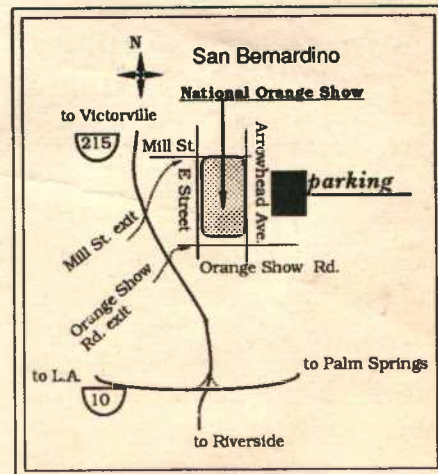 N
San Bernardino
National Orange Show
to Victorville
215
Mill St.
E Street
Arrowhead Ave.
parking
Mill St. exit
Orange Show
Rd. exit
Orange Show Rd.
to L.A.
10
to Palm Springs
to Riverside